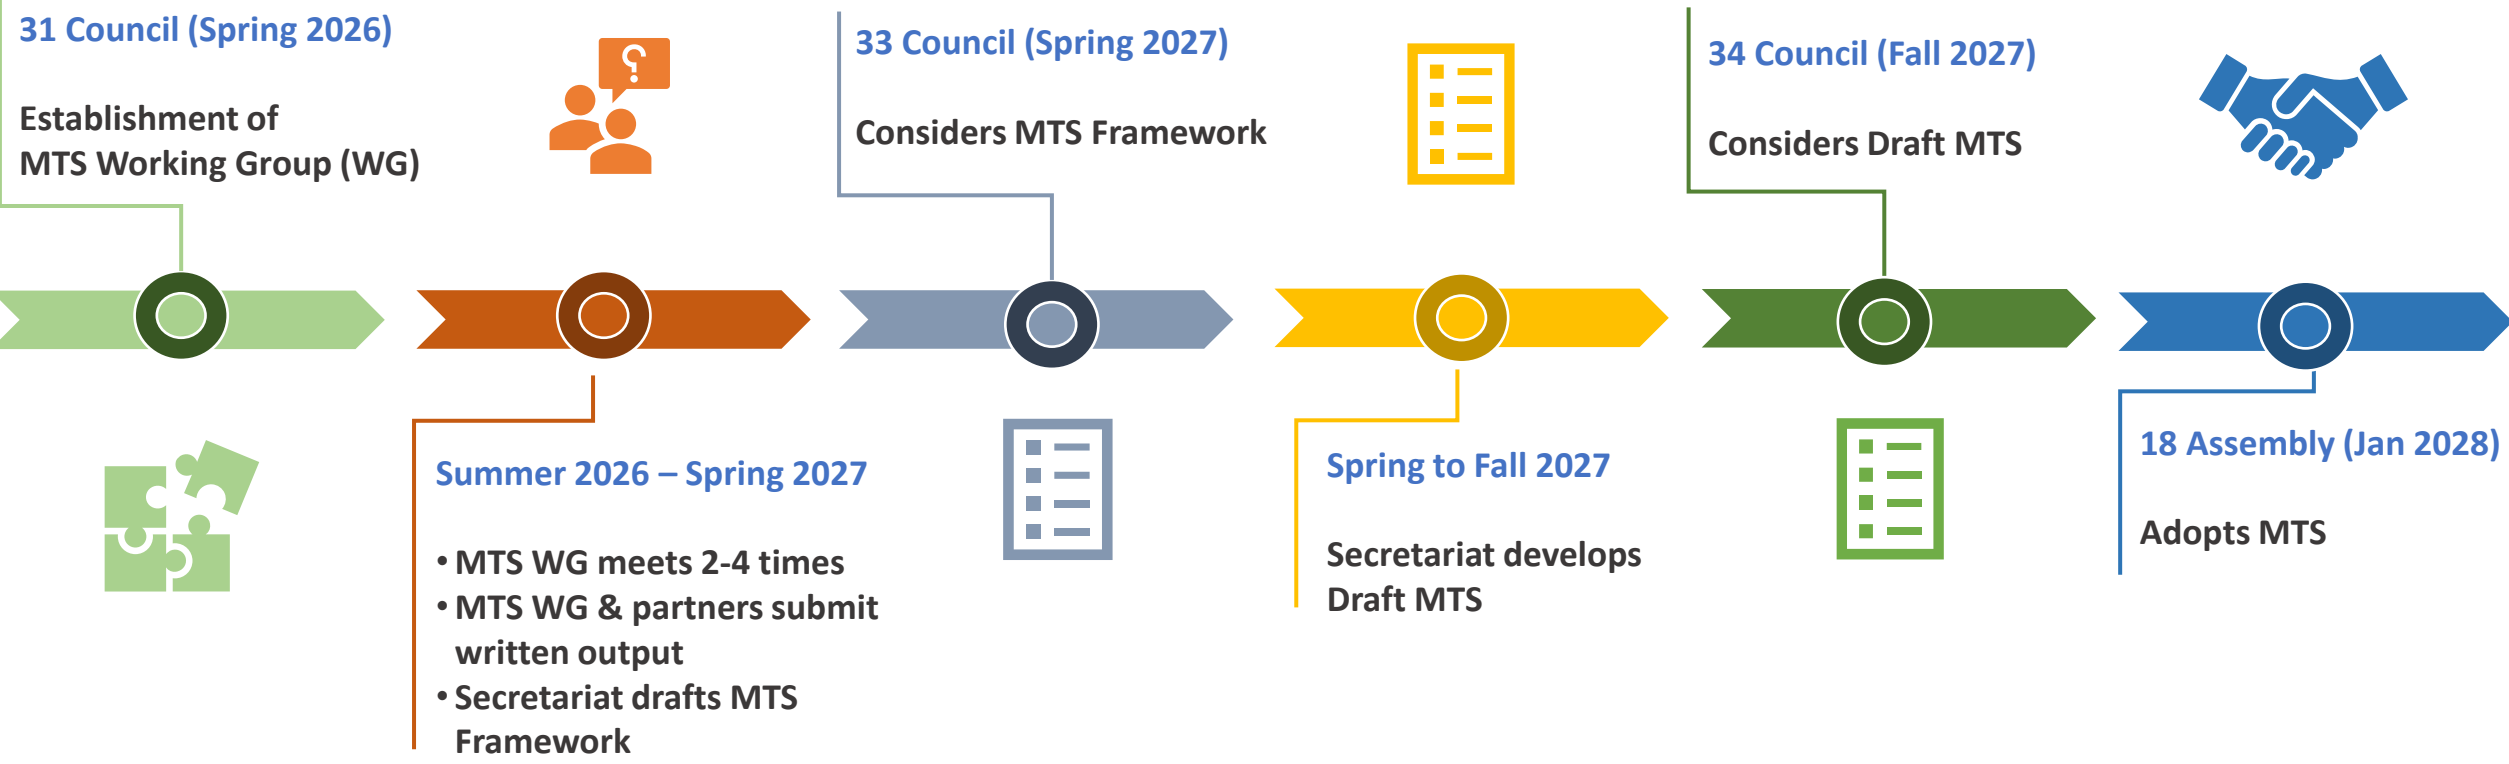 31 Council (Spring 2026)
Establishment of
MTS Working Group (WG)
Summer 2026 – Spring 2027
• MTS WG meets 2-4 times
• MTS WG & partners submit
written output
• Secretariat drafts MTS
Framework
33 Council (Spring 2027)
Considers MTS Framework
Spring to Fall 2027
Secretariat develops
Draft MTS
34 Council (Fall 2027)
Considers Draft MTS
18 Assembly (Jan 2028)
Adopts MTS